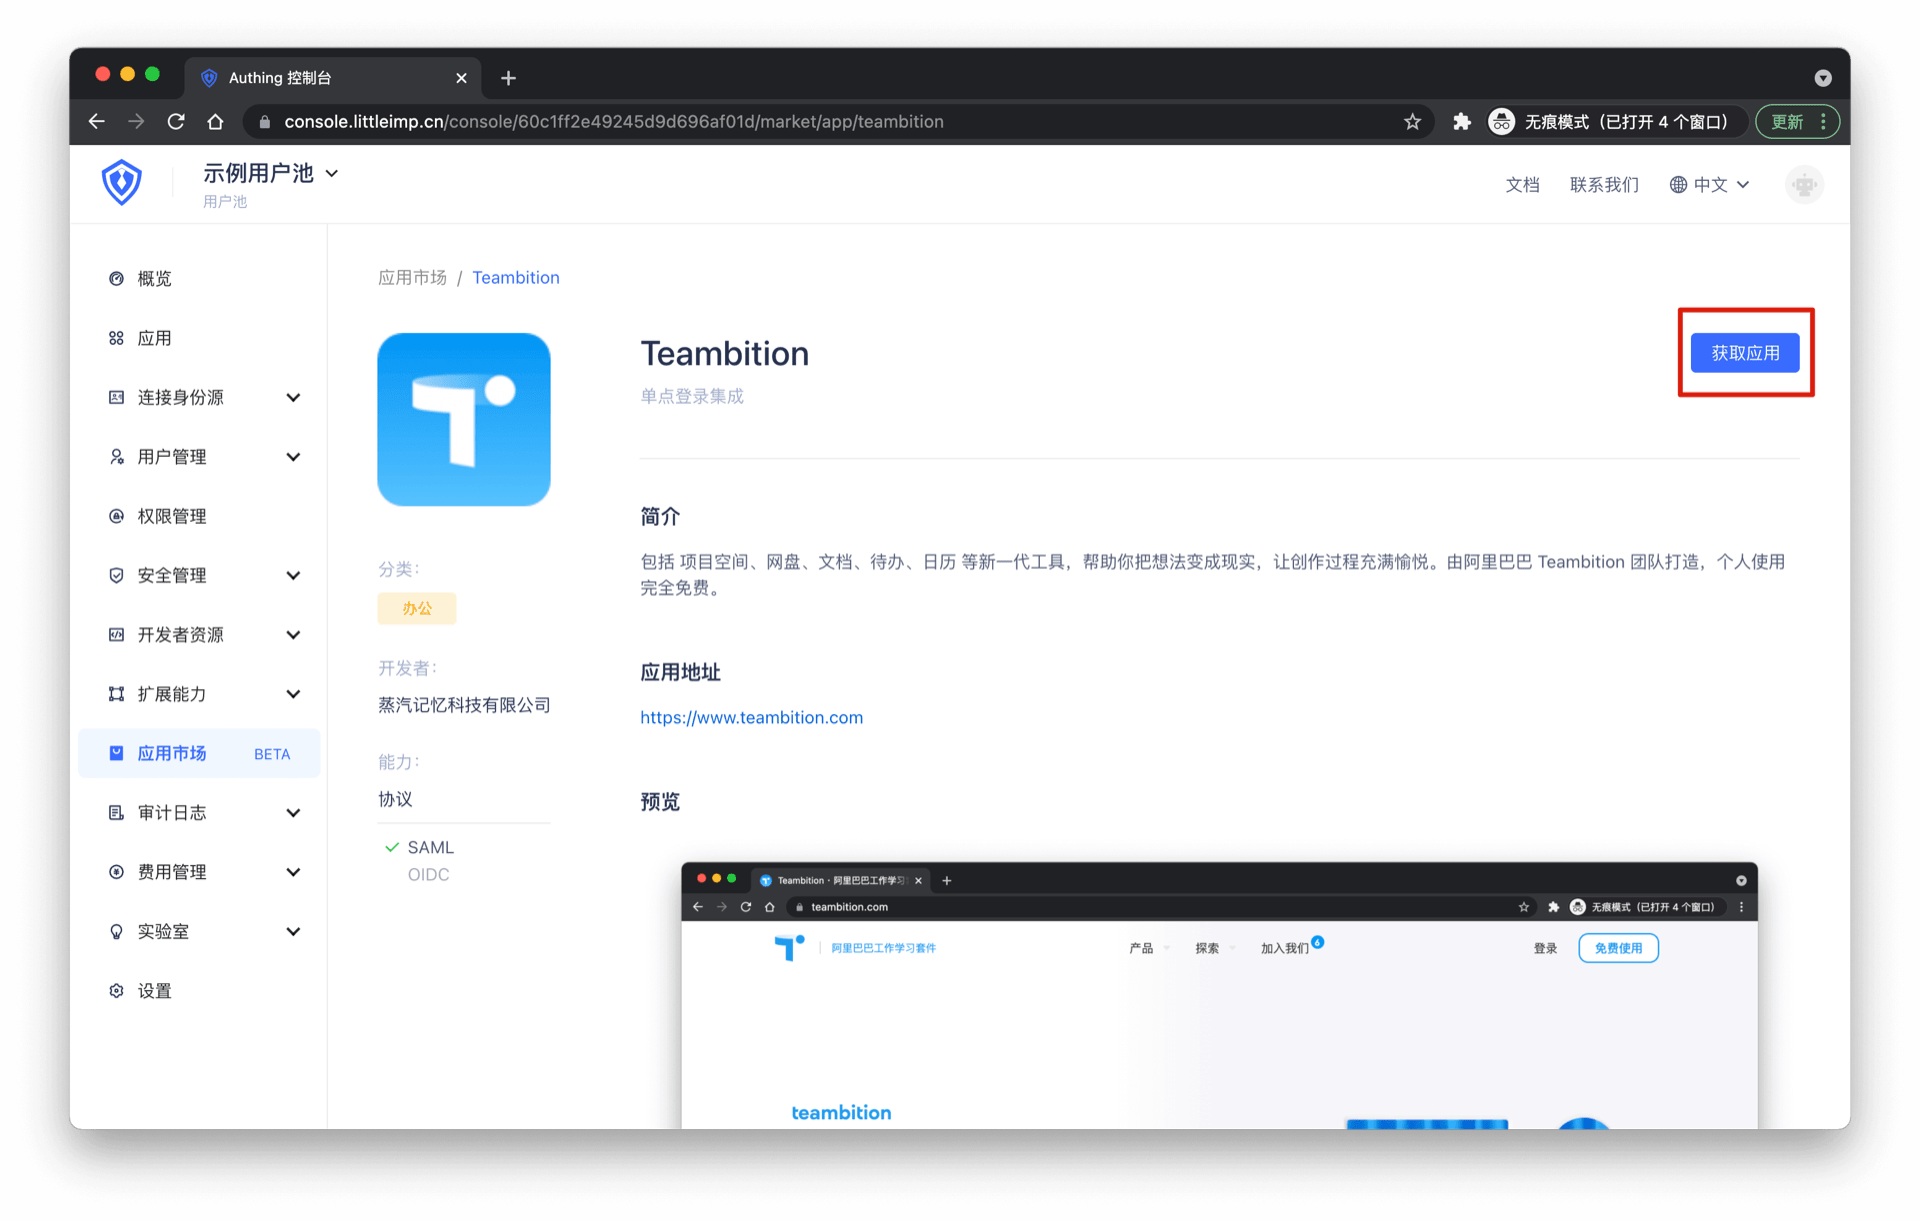 Authing 控制台
console.littleimp.cn/console/60c1ff2e49245d9d696af01d/market/app/teambition
无痕模式（已打开 4 个窗口）
更新
示例用户池
用户池
文档
联系我们
中文
概览
应用
连接身份源
用户管理
权限管理
安全管理
开发者资源
扩展能力
应用市场 BETA
审计日志
费用管理
实验室
设置
应用市场 / Teambition
分类：
办公
开发者：
蒸汽记忆科技有限公司
能力：
协议
SAML
OIDC
Teambition
单点登录集成
获取应用
简介
包括 项目空间、网盘、文档、待办、日历 等新一代工具，帮助你把想法变成现实，让创作过程充满愉悦。由阿里巴巴 Teambition 团队打造，个人使用
完全免费。
应用地址
https://www.teambition.com
预览
Teambition · 阿里巴巴工作学习
teambition.com
无痕模式（已打开 4 个窗口）
阿里巴巴工作学习套件
产品
探索
加入我们 6
登录
免费使用
teambition